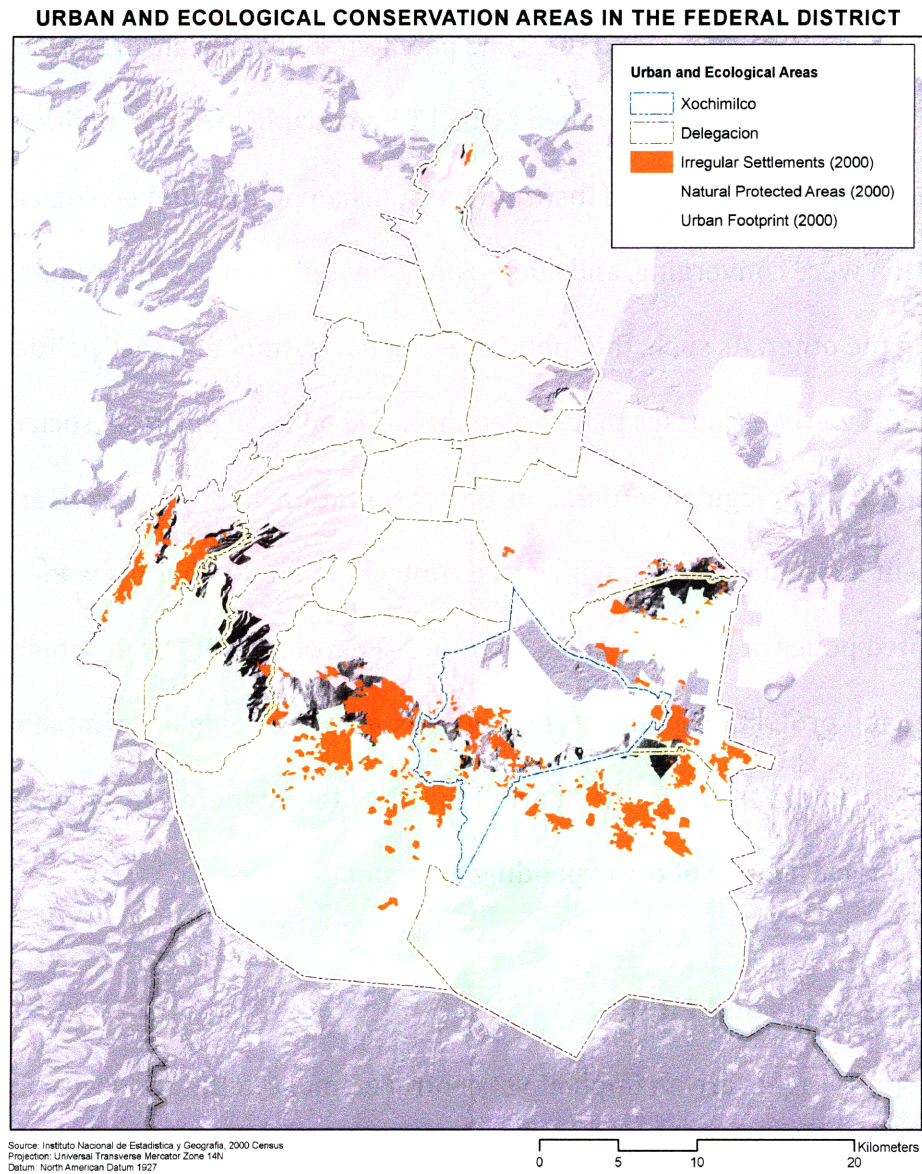 URBAN AND ECOLOGICAL CONSERVATION AREAS IN THE FEDERAL DISTRICT
Urban and Ecological Areas
Xochimilco
Delegacion
Irregular Settlements (2000)
Natural Protected Areas (2000)
Urban Footprint (2000)
Source: Instituto Nacional de Estadistica y Geografia, 2000 Census
Projection: Universal Transverse Mercator Zone 14N
Datum: North American Datum 1927
Kilometers
0 5 10 20